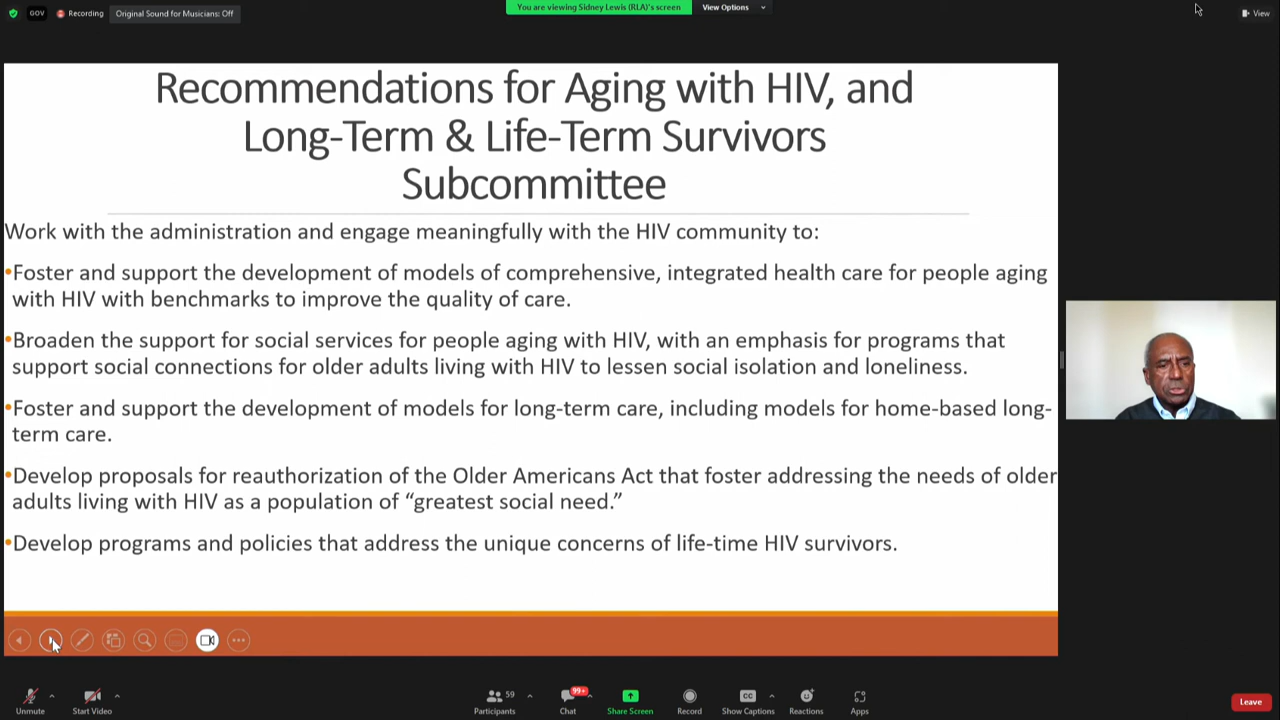 GOV
Recording
Original Sound for Musicians: Off
You are viewing Sidney Lewis (RLA)'s screen
View Options
View
Recommendations for Aging with HIV, and
Long-Term & Life-Term Survivors
Subcommittee
Work with the administration and engage meaningfully with the HIV community to:
•Foster and support the development of models of comprehensive, integrated health care for people aging
with HIV with benchmarks to improve the quality of care.
•Broaden the support for social services for people aging with HIV, with an emphasis for programs that
support social connections for older adults living with HIV to lessen social isolation and loneliness.
•Foster and support the development of models for long-term care, including models for home-based long-
term care.
•Develop proposals for reauthorization of the Older Americans Act that foster addressing the needs of older
adults living with HIV as a population of “greatest social need.”
•Develop programs and policies that address the unique concerns of life-time HIV survivors.
Unmute
Start Video
59
Participants
99+
Chat
Share Screen
Record
CC
Show Captions
Reactions
Apps
Leave